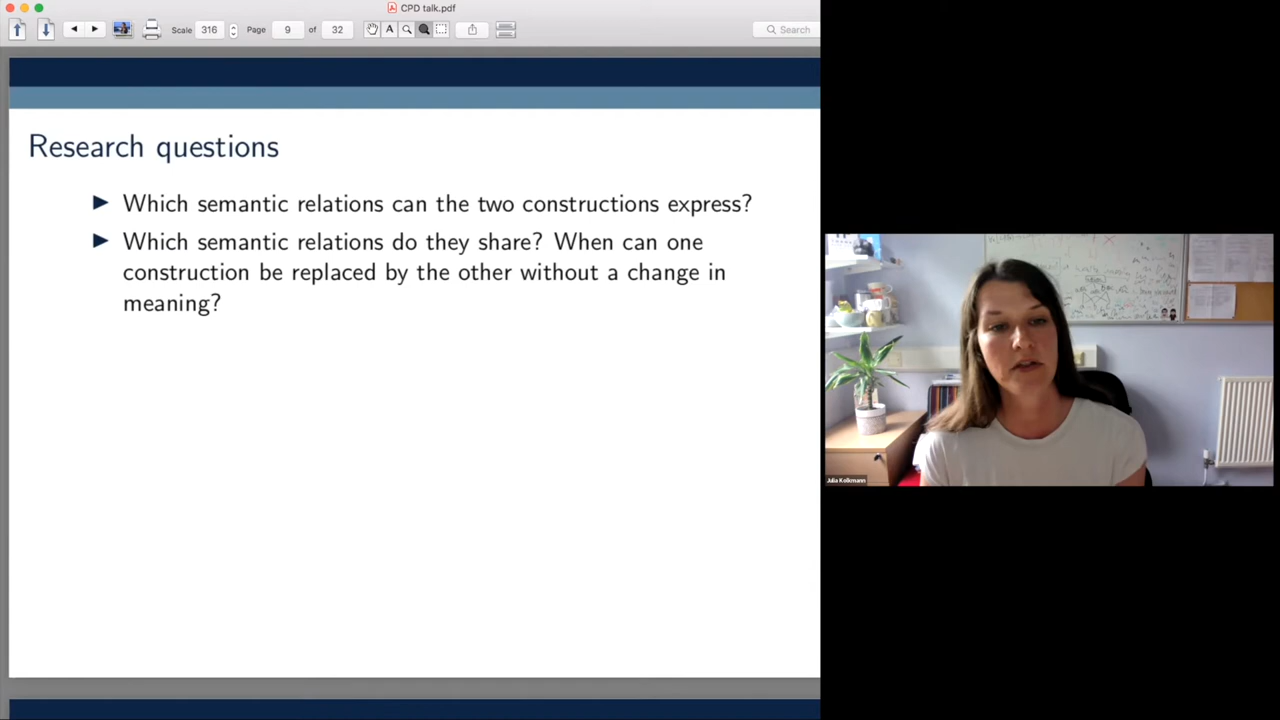 CPD talk.pdf
Scale 316 Page 9 of 32 A Search
Research questions
Which semantic relations can the two constructions express?
Which semantic relations do they share? When can one
construction be replaced by the other without a change in
meaning?
Julia Kolkmann